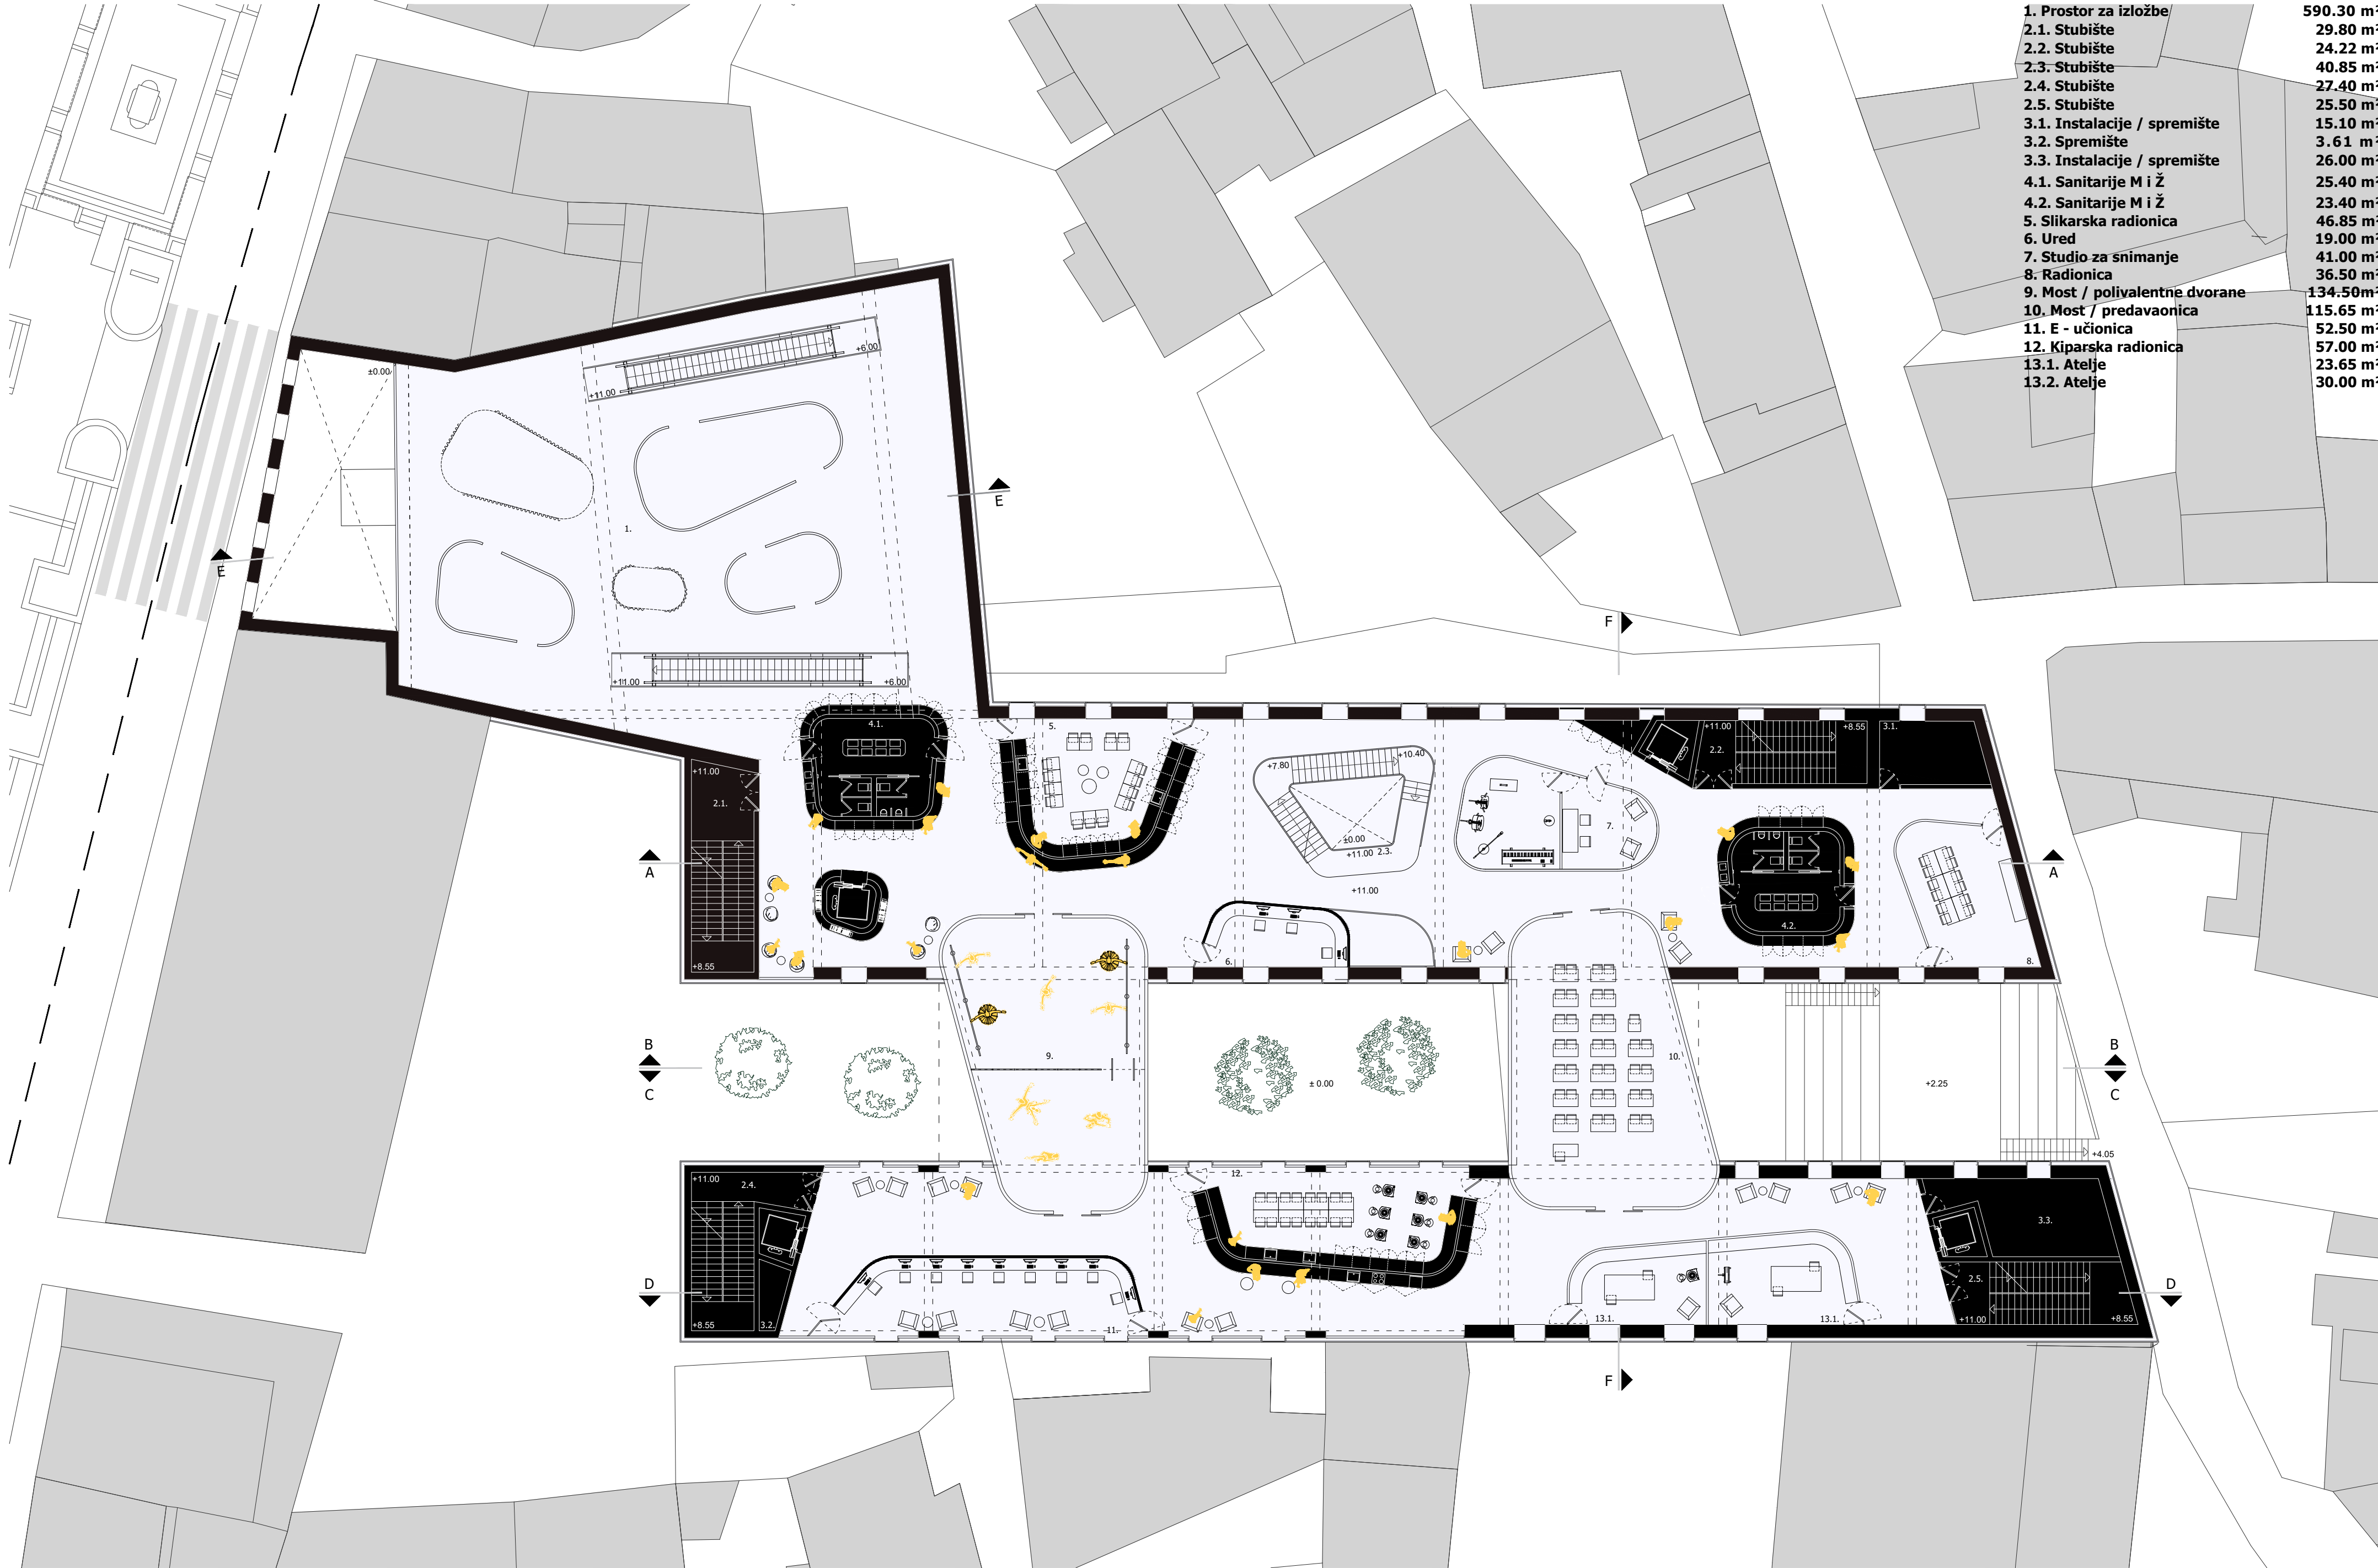 1. Prostor za izložbe 590.30 m²
2.1. Stubište 29.80 m²
2.2. Stubište 24.22 m²
2.3. Stubište 40.85 m²
2.4. Stubište 27.40 m²
2.5. Stubište 25.50 m²
3.1. Instalacije / spremište 15.10 m²
3.2. Spremište 3.61 m²
3.3. Instalacije / spremište 26.00 m²
4.1. Sanitarije M i Ž 25.40 m²
4.2. Sanitarije M i Ž 23.40 m²
5. Slikarska radionica 46.85 m²
6. Ured 19.00 m²
7. Studio za snimanje 41.00 m²
8. Radionica 36.50 m²
9. Most / polivalentne dvorane 134.50m²
10. Most / predavaonica 115.65 m²
11. E - učionica 52.50 m²
12. Kiparska radionica 57.00 m²
13.1. Atelje 23.65 m²
13.2. Atelje 30.00 m²
+6.00
±0.00
+11.00
E
1.
E
F
+11.00
+6.00
4.1.
5.
+11.00
+8.55
3.1.
2.2.
+10.40
+7.80
+11.00
2.1.
7.
±0.00
+11.00 2.3.
A
A
+11.00
4.2.
6.
8.
+8.55
B
B
9.
10.
± 0.00
+2.25
C
C
+4.05
12.
+11.00
2.4.
3.3.
D
D
2.5.
+8.55
3.2.
11.
13.1.
13.1.
+11.00
+8.55
F